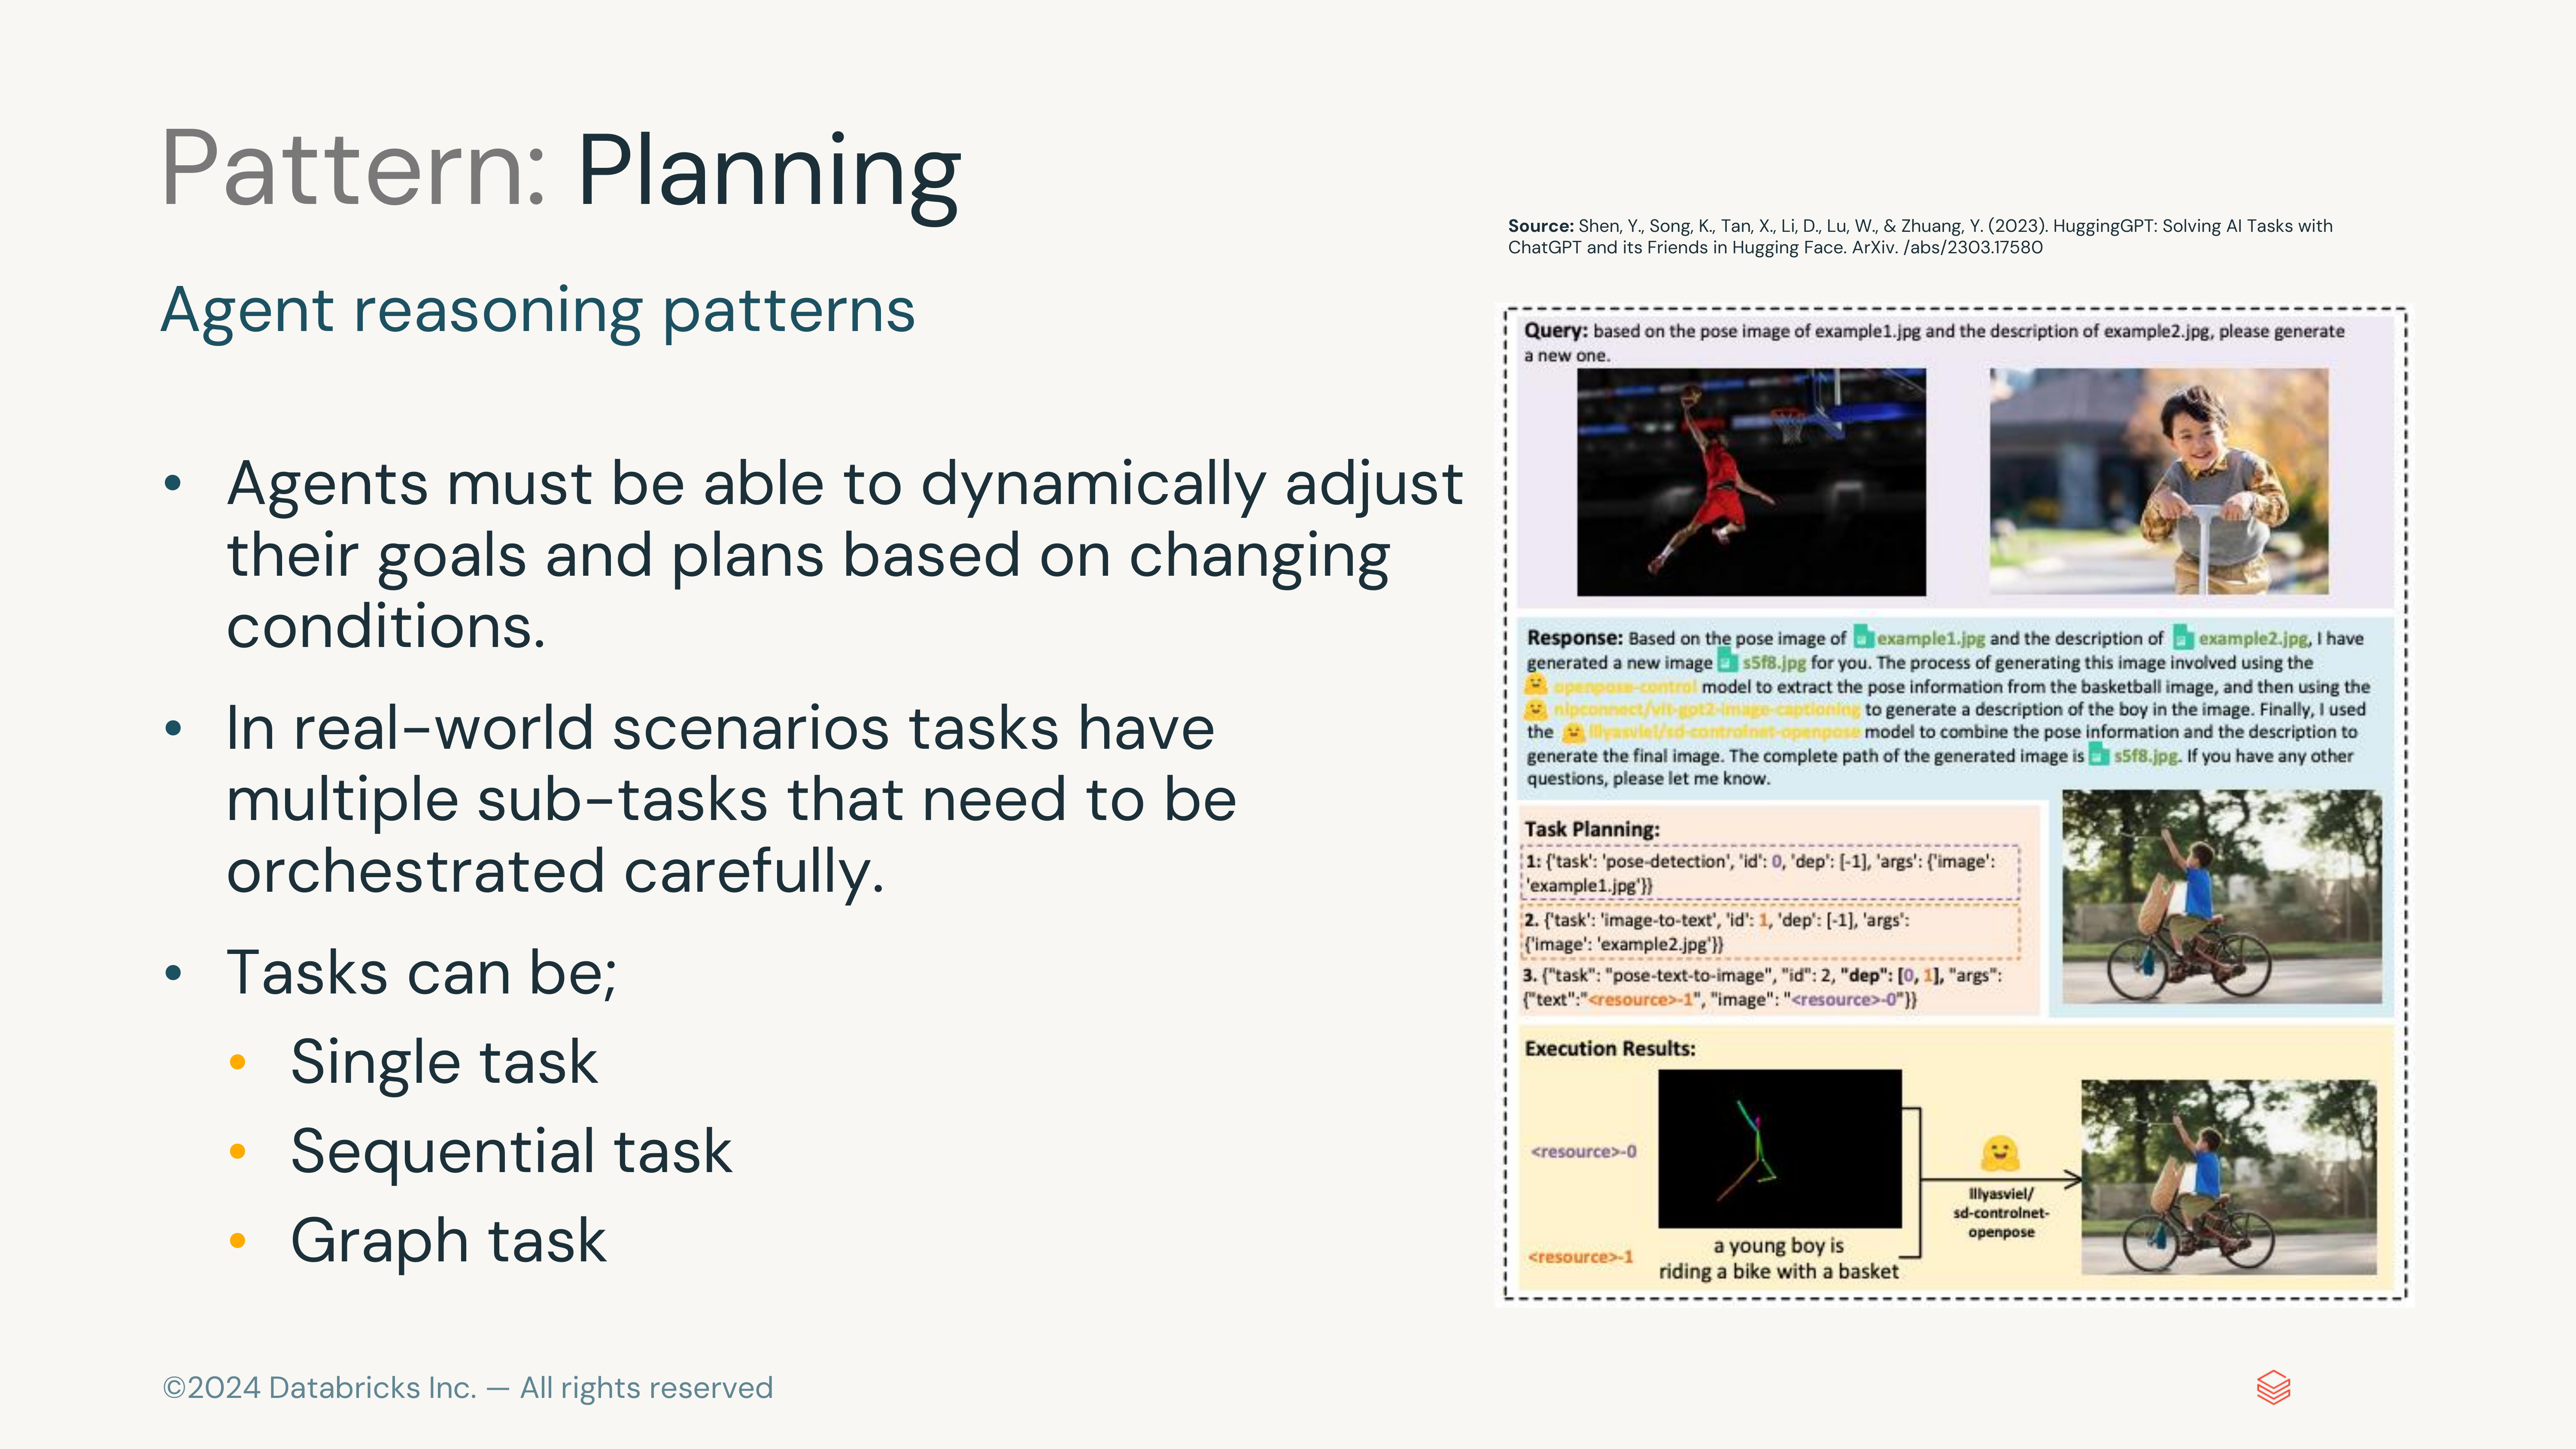 Pattern: Planning
Agent reasoning patterns
• Agents must be able to dynamically adjust
their goals and plans based on changing
conditions.
• In real-world scenarios tasks have
multiple sub-tasks that need to be
orchestrated carefully.
• Tasks can be;
• Single task
• Sequential task
• Graph task
Source: Shen, Y., Song, K., Tan, X., Li, D., Lu, W., & Zhuang, Y. (2023). HuggingGPT: Solving AI Tasks with
ChatGPT and its Friends in Hugging Face. ArXiv. /abs/2303.17580
Query: based on the pose image of example1.jpg and the description of example2.jpg, please generate
a new one.
Response: Based on the pose image of example1.jpg and the description of example2.jpg, I have
generated a new image s5f8.jpg for you. The process of generating this image involved using the
openpose-control model to extract the pose information from the basketball image, and then using the
nlpconnect/vit-gpt2-image-captioning to generate a description of the boy in the image. Finally, I used
the lllyasviel/sd-controlnet-openpose model to combine the pose information and the description to
generate the final image. The complete path of the generated image is s5f8.jpg. If you have any other
questions, please let me know.
Task Planning:
1: {'task': 'pose-detection', 'id': 0, 'dep': [-1], 'args': {'image':
'example1.jpg'}}
2. {'task': 'image-to-text', 'id': 1, 'dep': [-1], 'args':
{'image': 'example2.jpg'}}
3. {"task": "pose-text-to-image", "id": 2, "dep": [0, 1], "args":
{"text":"<resource>-1", "image": "<resource>-0"}}
Execution Results:
<resource>-0
lllyasviel/
sd-controlnet-
openpose
<resource>-1
a young boy is
riding a bike with a basket
©2024 Databricks Inc. — All rights reserved